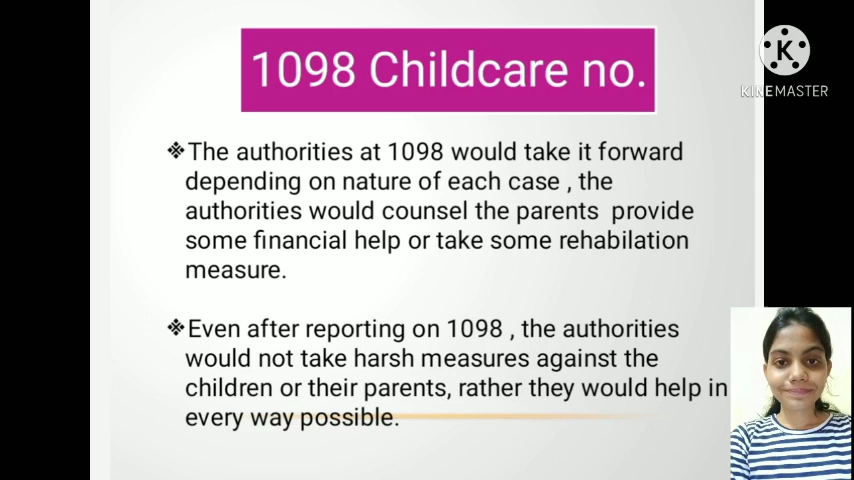 1098 Childcare no.
K
KINEMASTER
❖The authorities at 1098 would take it forward
depending on nature of each case , the
authorities would counsel the parents  provide
some financial help or take some rehabilation
measure.
❖Even after reporting on 1098 , the authorities
would not take harsh measures against the
children or their parents, rather they would help in
every way possible.